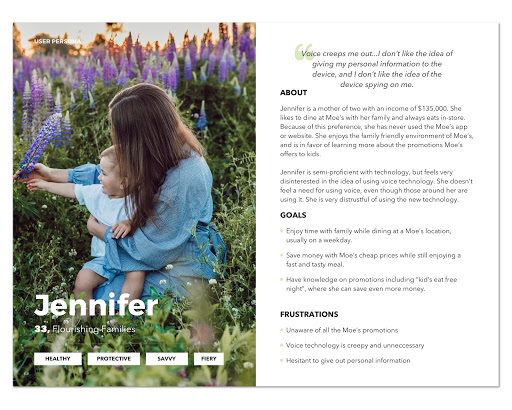 USER PERSONA
Jennifer
33, Flourishing Families
HEALTHY
PROTECTIVE
SAVVY
FIERY
“Voice creeps me out...I don't like the idea of
giving my personal information to the
device, and I don't like the idea of the
device spying on me.
ABOUT
Jennifer is a mother of two with an income of $135,000. She
likes to dine at Moe's with her family and always eats in-store.
Because of this preference, she has never used the Moe's app
or website. She enjoys the family friendly environment of Moe's,
and is in favor of learning more about the promotions Moe's
offers to kids.
Jennifer is semi-proficient with technology, but feels very
disinterested in the idea of using voice technology. She doesn't
feel a need for using voice, even though those around her are
using it. She is very distrustful of using the new technology.
GOALS
Enjoy time with family while dining at a Moe's location,
usually on a weekday.
Save money with Moe's cheap prices while still enjoying a
fast and tasty meal.
Have knowledge on promotions including "kid's eat free
night", where she can save even more money.
FRUSTRATIONS
Unaware of all the Moe's promotions
Voice technology is creepy and unneccessary
Hesitant to give out personal information